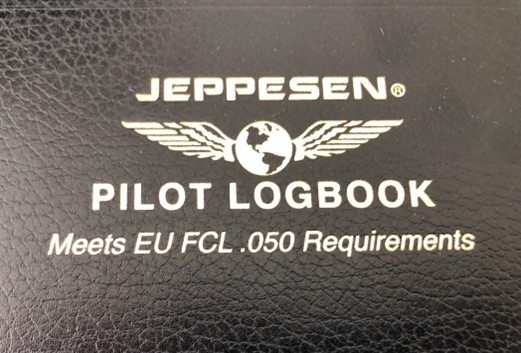 JEPPESEN®
PILOT LOGBOOK
Meets EU FCL .050 Requirements